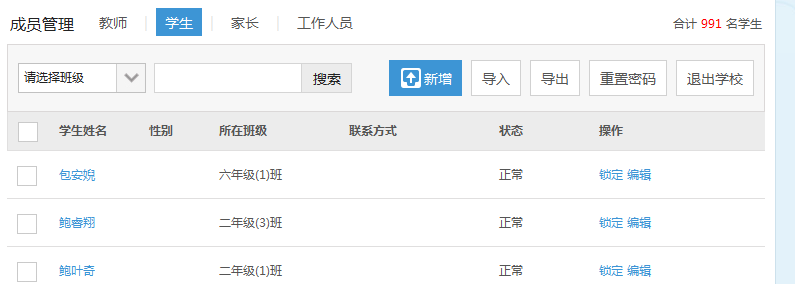 成员管理 教师 学生 家长 工作人员 合计 991 名学生
请选择班级 搜索 新增 导入 导出 重置密码 退出学校
学生姓名 性别 所在班级 联系方式 状态 操作
包安婗 六年级(1)班 正常 锁定 编辑
鲍睿翔 二年级(3)班 正常 锁定 编辑
鲍叶奇 二年级(1)班 正常 锁定 编辑